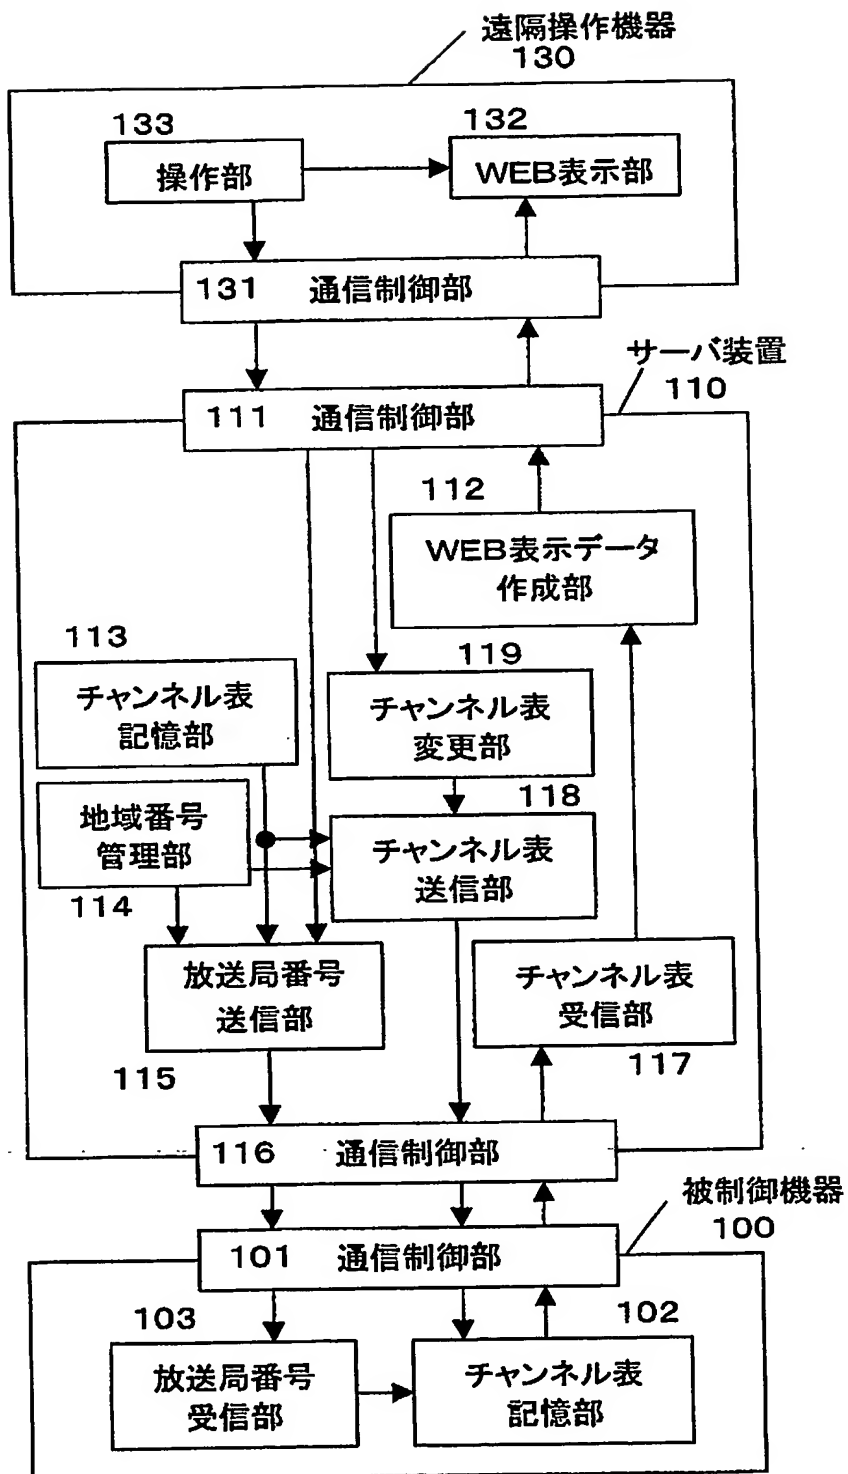 遠隔操作機器
130
133
132
操作部
WEB表示部
131 通信制御部
サーバ装置
110
111 通信制御部
112
WEB表示データ
作成部
113
チャンネル表
記憶部
119
チャンネル表
変更部
118
地域番号
管理部
チャンネル表
送信部
114
放送局番号
送信部
チャンネル表
受信部
115
117
116 通信制御部
被制御機器
100
101 通信制御部
103
102
放送局番号
受信部
チャンネル表
記憶部